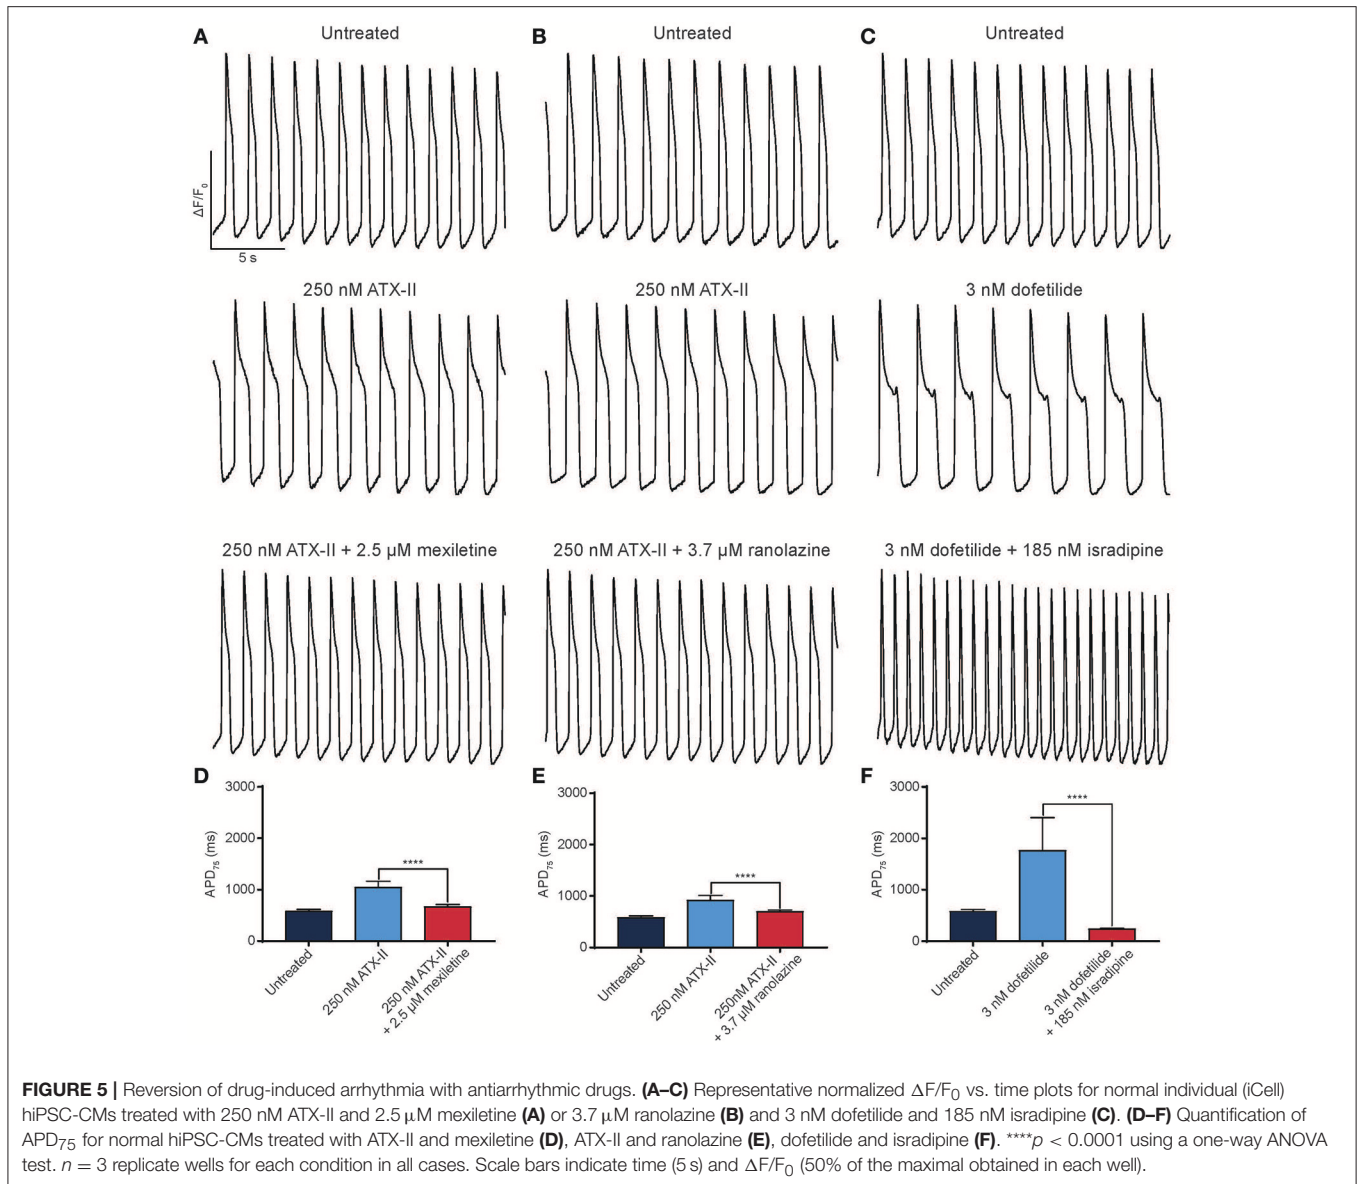 A
Untreated
B
Untreated
C
Untreated
ΔF/F0
5 s
250 nM ATX-II
250 nM ATX-II
3 nM dofetilide
250 nM ATX-II + 2.5 µM mexiletine
250 nM ATX-II + 3.7 µM ranolazine
3 nM dofetilide + 185 nM isradipine
D
3000
2000
1000
0
APD75 (ms)
****
Untreated
250 nM ATX-II
250 nM ATX-II
+ 2.5 µM mexiletine
E
3000
2000
1000
0
APD75 (ms)
****
Untreated
250 nM ATX-II
250nM ATX-II
+ 3.7 µM ranolazine
F
3000
2000
1000
0
APD75 (ms)
****
Untreated
3 nM dofetilide
3 nM dofetilide
+ 185 nM isradipine
FIGURE 5 | Reversion of drug-induced arrhythmia with antiarrhythmic drugs. (A–C) Representative normalized ΔF/F0 vs. time plots for normal individual (iCell)
hiPSC-CMs treated with 250 nM ATX-II and 2.5 µM mexiletine (A) or 3.7 µM ranolazine (B) and 3 nM dofetilide and 185 nM isradipine (C). (D–F) Quantification of
APD75 for normal hiPSC-CMs treated with ATX-II and mexiletine (D), ATX-II and ranolazine (E), dofetilide and isradipine (F). ****p < 0.0001 using a one-way ANOVA
test. n = 3 replicate wells for each condition in all cases. Scale bars indicate time (5 s) and ΔF/F0 (50% of the maximal obtained in each well).